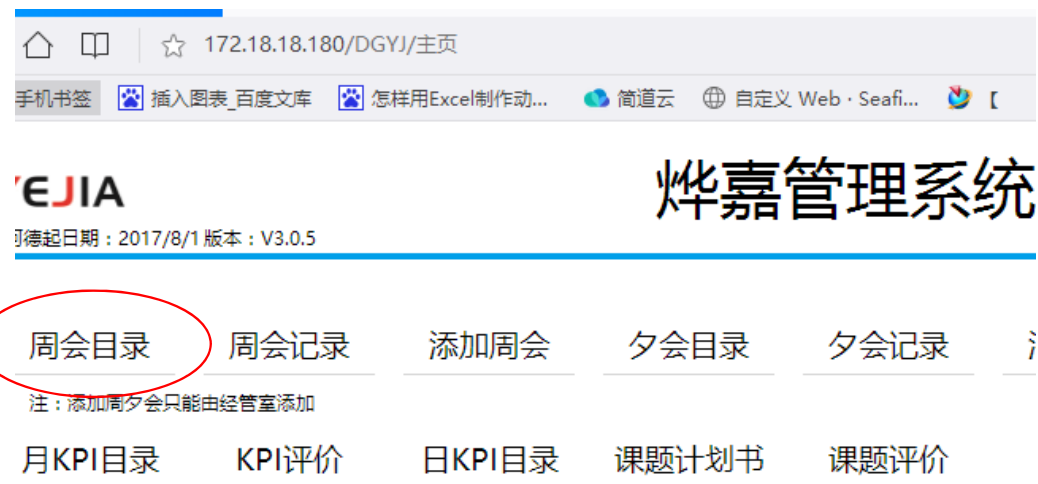 172.18.18.180/DGYJ/主页
手机书签 插入图表_百度文库 怎样用Excel制作动... 简道云 自定义 Web · Seafi... 【
EJIA
烨嘉管理系统
德起日期：2017/8/1 版本：V3.0.5
周会目录 周会记录 添加周会 夕会目录 夕会记录
注：添加周夕会只能由经管室添加
月KPI目录 KPI评价 日KPI目录 课题计划书 课题评价